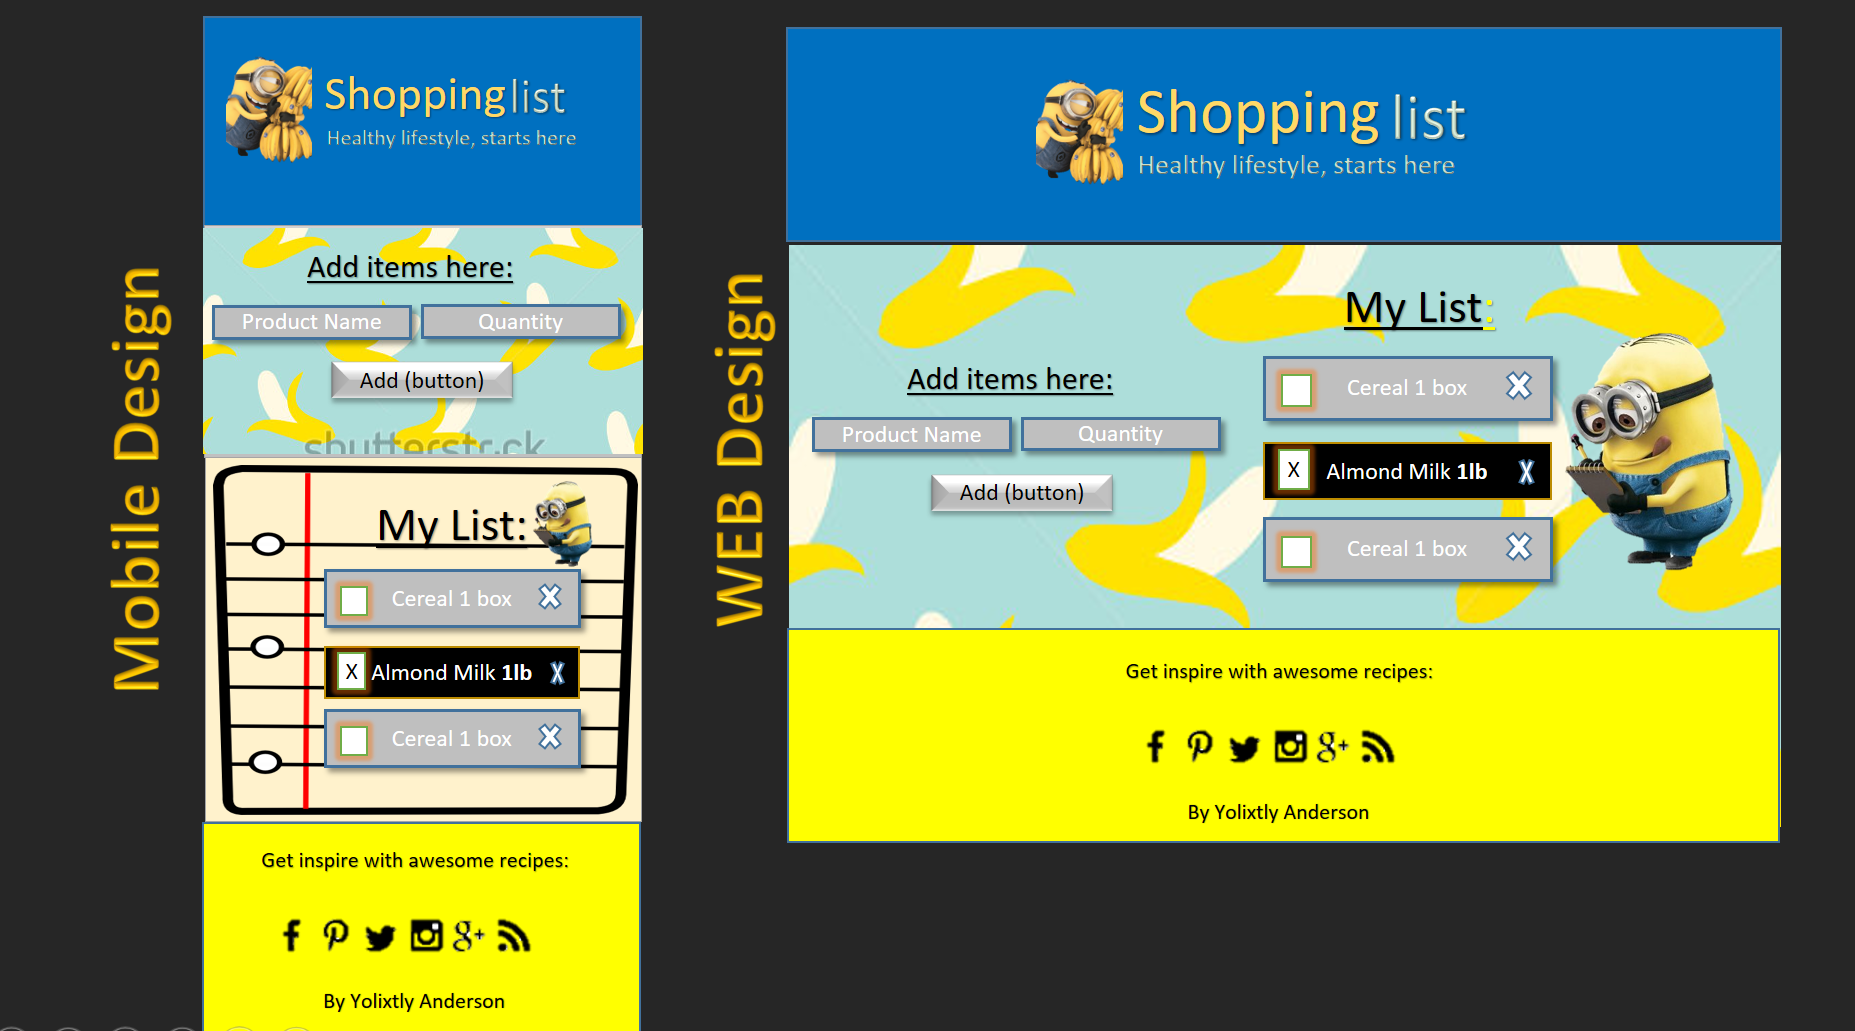 Mobile Design
Shopping list
Healthy lifestyle, starts here
Add items here:
Product Name
Quantity
Add (button)
shutterstock
My List:
Cereal 1 box X
X Almond Milk 1lb X
Cereal 1 box X
Get inspire with awesome recipes:
f P g+
By Yolixtly Anderson
WEB Design
Shopping list
Healthy lifestyle, starts here
Add items here:
Product Name
Quantity
Add (button)
My List:
Cereal 1 box X
X Almond Milk 1lb X
Cereal 1 box X
Get inspire with awesome recipes:
f P g+
By Yolixtly Anderson